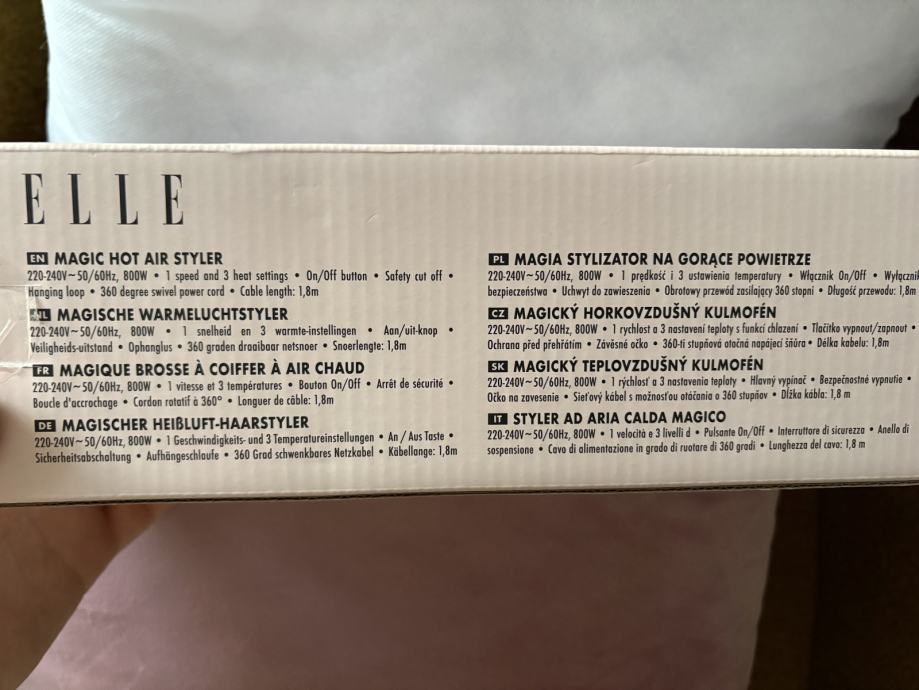 ELLE
EN MAGIC HOT AIR STYLER
220-240V~50/60Hz, 800W • 1 speed and 3 heat settings • On/Off button • Safety cut off •
Hanging loop • 360 degree swivel power cord • Cable length: 1,8m
NL MAGISCHE WARMELUCHTSTYLER
220-240V~50/60Hz, 800W • 1 snelheid en 3 warmte-instellingen • Aan/uit-knop •
Veiligheids-uitstand • Ophanglus • 360 graden draaibaar netsnoer • Snoerlengte: 1,8m
FR MAGIQUE BROSSE À COIFFER À AIR CHAUD
220-240V~50/60Hz, 800W • 1 vitesse et 3 températures • Bouton On/Off • Arrêt de sécurité •
Boucle d'accrochage • Cordon rotatif à 360° • Longuer de câble: 1,8m
DE MAGISCHER HEIßLUFT-HAARSTYLER
220-240V~50/60Hz, 800W • 1 Geschwindigkeits- und 3 Temperatureinstellungen • An / Aus Taste •
Sicherheitsabschaltung • Aufhängeschlaufe • 360 Grad schwenkbares Netzkabel • Käbellange: 1,8m
PL MAGIA STYLIZATOR NA GORĄCE POWIETRZE
220-240V~50/60Hz, 800W • 1 prędkość i 3 ustawienia temperatury • Włącznik On/Off • Wyłącznik
bezpieczeństwa • Uchwyt do zawieszenia • Obrotowy przewód zasilający 360 stopni • Długość przewodu: 1,8m
CZ MAGICKÝ HORKOVZDUŠNÝ KULMOFÉN
220-240V~50/60Hz, 800W • 1 rychlost a 3 nastavení teploty s funkcí chlazení • Tlačítko vypnout/zapnout •
Ochrana před přehřátím • Závěsné očko • 360-ti stupňová otočná napájecí šňůra • Délka kabelu: 1,8m
SK MAGICKÝ TEPLOVZDUŠNÝ KULMOFÉN
220-240V~50/60Hz, 800W • 1 rýchlosť a 3 nastavenia teploty • Hlavný vypínač • Bezpečnostné vypnutie •
Očko na zavesenie • Sieťový kábel s možnosťou otáčania o 360 stupňov • Dĺžka kábla: 1,8 m
IT STYLER AD ARIA CALDA MAGICO
220-240V~50/60Hz, 800W • 1 velocità e 3 livelli d • Pulsante On/Off • Interruttore di sicurezza • Anello di
sospensione • Cavo di alimentazione in grado di ruotare di 360 gradi • Lunghezza del cavo: 1,8 m